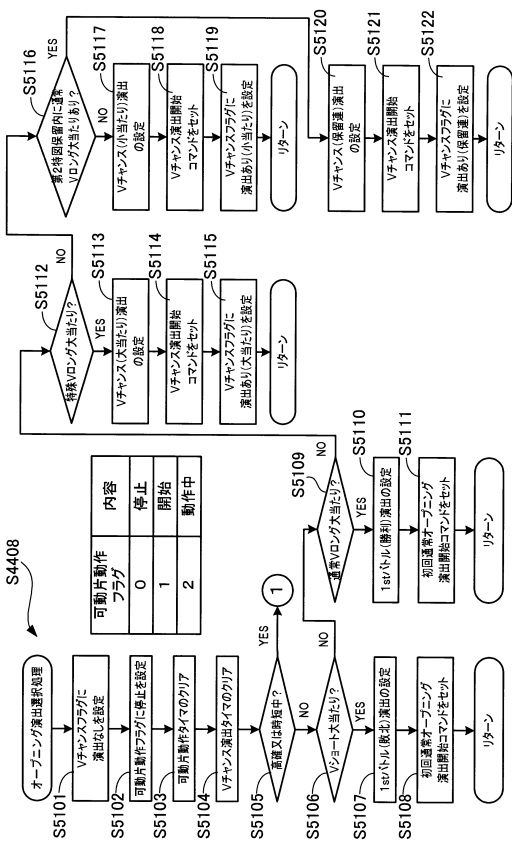 S4408
オープニング演出選択処理
S5101
Vチャンスフラグに
演出なしを設定
S5102
可動片動作フラグに停止を設定
S5103
可動片動作タイマのクリア
S5104
Vチャンス演出タイマのクリア
S5105
高確又は時短中？
YES
1
NO
S5106
Vショート大当たり？
NO
YES
S5107
1stバトル(敗北)演出の設定
S5108
初回通常オープニング
演出開始コマンドをセット
リターン
可動片動作
フラグ
内容
0
停止
1
開始
2
動作中
S5109
通常Vロング大当たり？
NO
YES
S5110
1stバトル(勝利)演出の設定
S5111
初回通常オープニング
演出開始コマンドをセット
リターン
S5112
特殊Vロング大当たり？
NO
YES
S5113
Vチャンス(大当たり)演出
の設定
S5114
Vチャンス演出開始
コマンドをセット
S5115
Vチャンスフラグに
演出あり(大当たり)を設定
リターン
S5116
第2特図保留内に通常
Vロング大当たりあり？
YES
NO
S5117
Vチャンス(小当たり)演出
の設定
S5118
Vチャンス演出開始
コマンドをセット
S5119
Vチャンスフラグに
演出あり(小当たり)を設定
リターン
S5120
Vチャンス(保留連)演出
の設定
S5121
Vチャンス演出開始
コマンドをセット
S5122
Vチャンスフラグに
演出あり(保留連)を設定
リターン